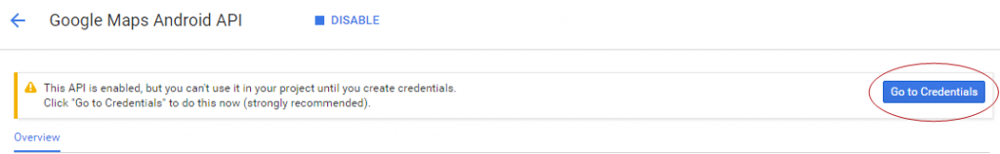 Google Maps Android API
DISABLE
This API is enabled, but you can't use it in your project until you create credentials.
Click "Go to Credentials" to do this now (strongly recommended).
Go to Credentials
Overview